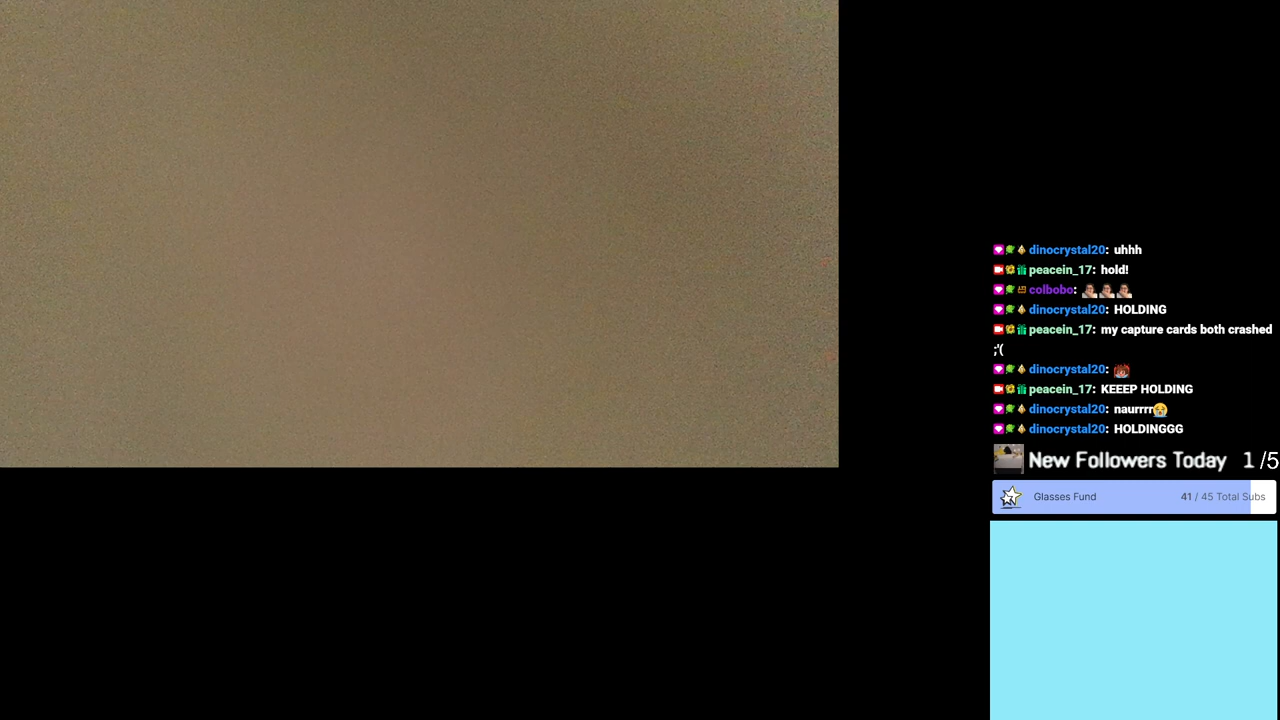 dinocrystal20: uhhh
peacein_17: hold!
colbobo:
dinocrystal20: HOLDING
peacein_17: my capture cards both crashed
;'(
dinocrystal20:
peacein_17: KEEEP HOLDING
dinocrystal20: naurrrr😭
dinocrystal20: HOLDINGGG
New Followers Today 1 /5
Glasses Fund 41 / 45 Total Subs